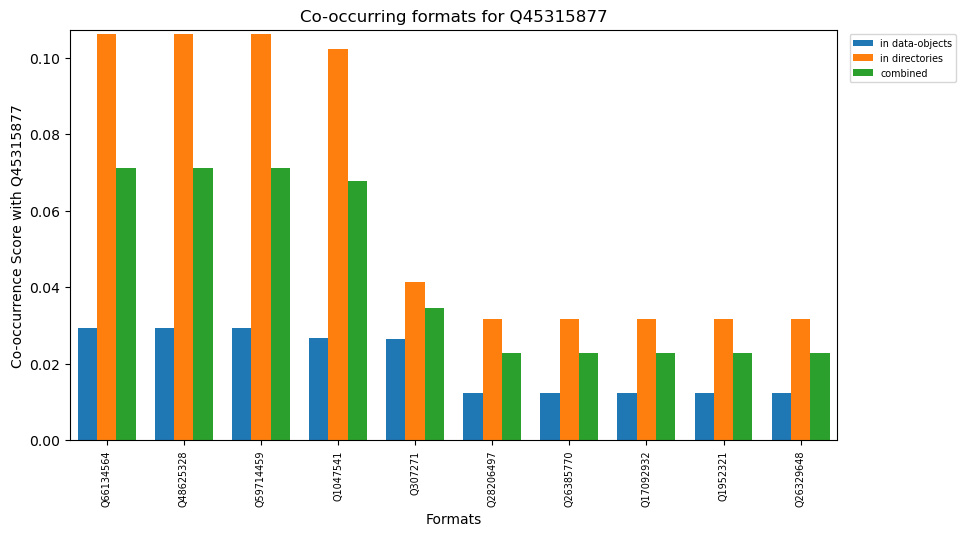 Co-occurring formats for Q45315877
in data-objects
in directories
combined
Co-occurrence Score with Q45315877
0.10
0.08
0.06
0.04
0.02
0.00
Q66134564
Q48625328
Q59714459
Q1047541
Q307271
Q28206497
Q26385770
Q17092932
Q1952321
Q26329648
Formats